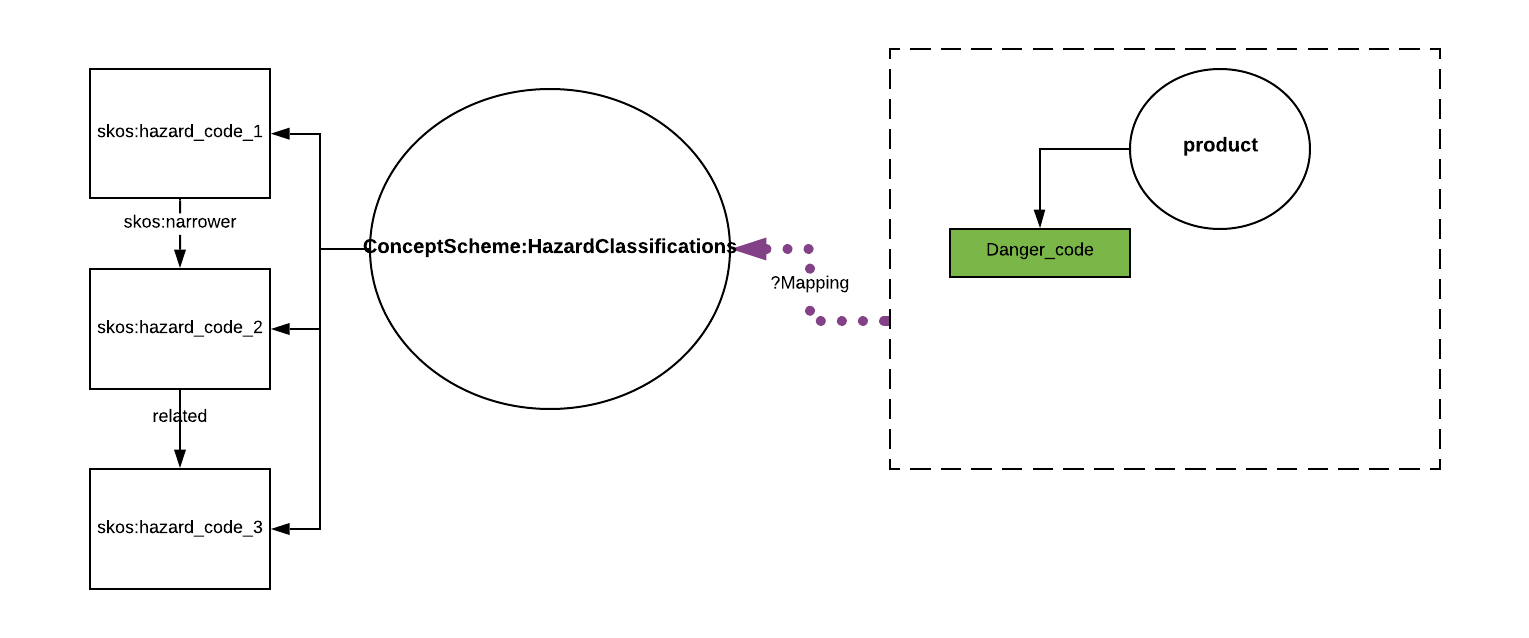 skos:hazard_code_1
skos:narrower
skos:hazard_code_2
related
skos:hazard_code_3
ConceptScheme:HazardClassifications
?Mapping
product
Danger_code